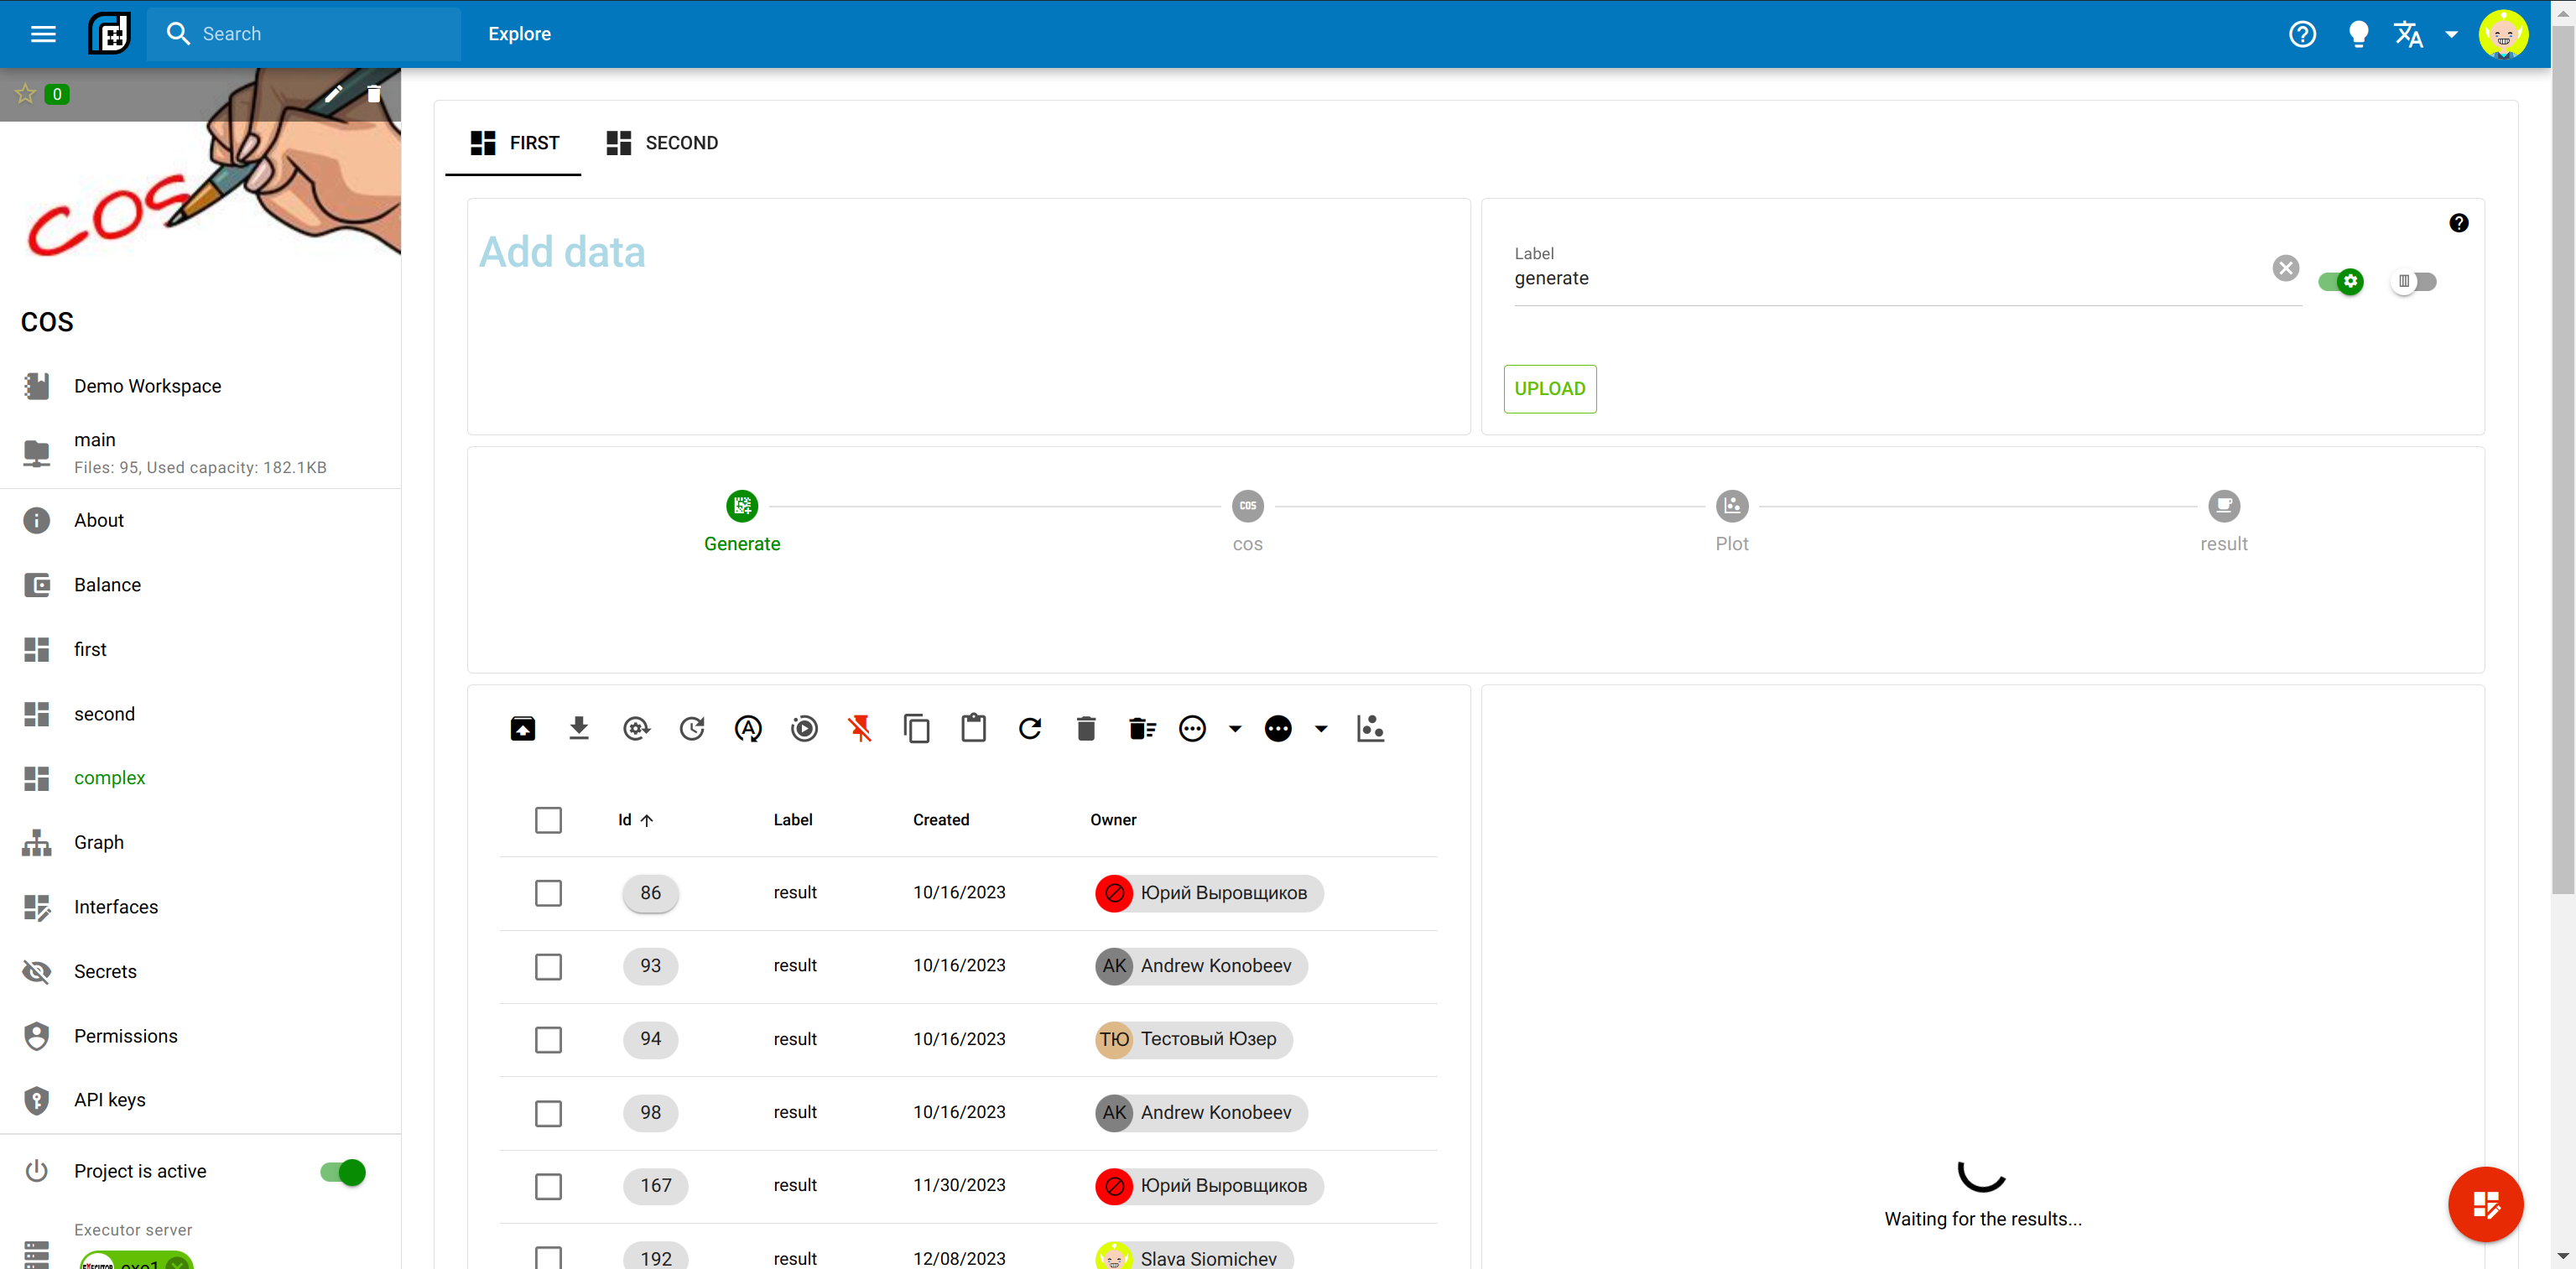 Search
Explore
0
COS
COS
Demo Workspace
main
Files: 95, Used capacity: 182.1KB
About
Balance
first
second
complex
Graph
Interfaces
Secrets
Permissions
API keys
Project is active
Executor server
EXECUTOR exe1
FIRST
SECOND
Add data
Label
generate
UPLOAD
COS
Generate
cos
Plot
result
Id
Label
Created
Owner
86
result
10/16/2023
Юрий Выровщиков
93
result
10/16/2023
AK
Andrew Konobeev
94
result
10/16/2023
ТЮ
Тестовый Юзер
98
result
10/16/2023
AK
Andrew Konobeev
167
result
11/30/2023
Юрий Выровщиков
192
result
12/08/2023
Slava Siomichev
Waiting for the results...